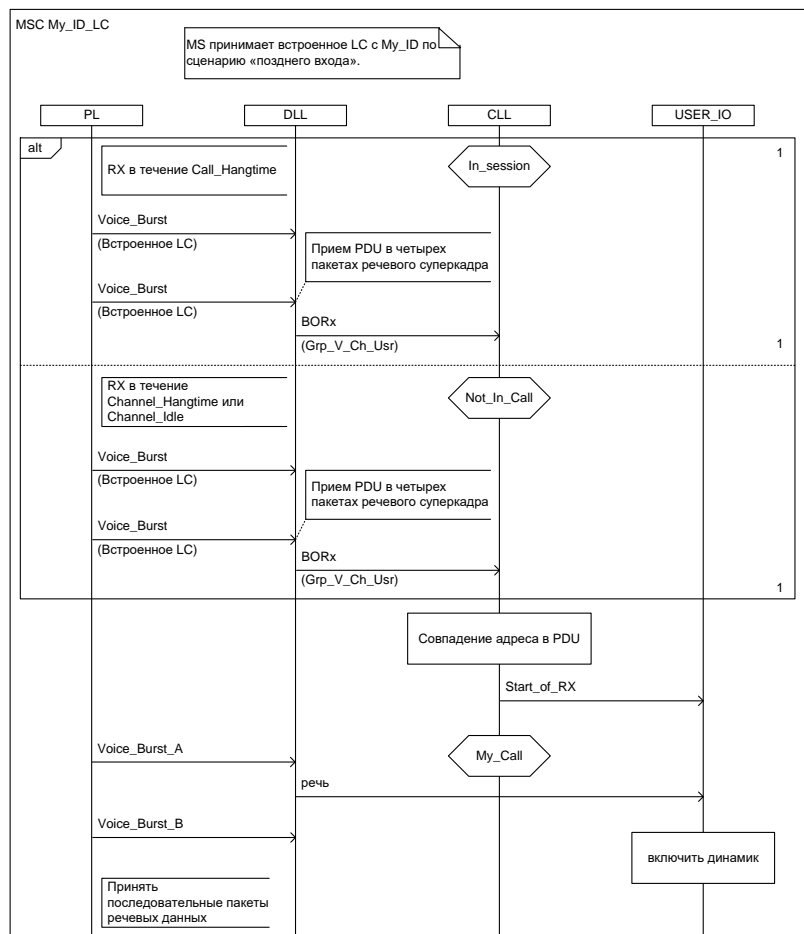 MSC My_ID_LC
MS принимает встроенное LC с My_ID по
сценарию «позднего входа».
PL
DLL
CLL
USER_IO
alt
1
RX в течение Call_Hangtime
In_session
Voice_Burst
(Встроенное LC)
Прием PDU в четырех
пакетах речевого суперкадра
Voice_Burst
(Встроенное LC)
BORx
(Grp_V_Ch_Usr)
1
RX в течение
Channel_Hangtime или
Channel_Idle
Not_In_Call
Voice_Burst
(Встроенное LC)
Прием PDU в четырех
пакетах речевого суперкадра
Voice_Burst
(Встроенное LC)
BORx
(Grp_V_Ch_Usr)
1
Совпадение адреса в PDU
Start_of_RX
Voice_Burst_A
My_Call
речь
Voice_Burst_B
включить динамик
Принять
последовательные пакеты
речевых данных